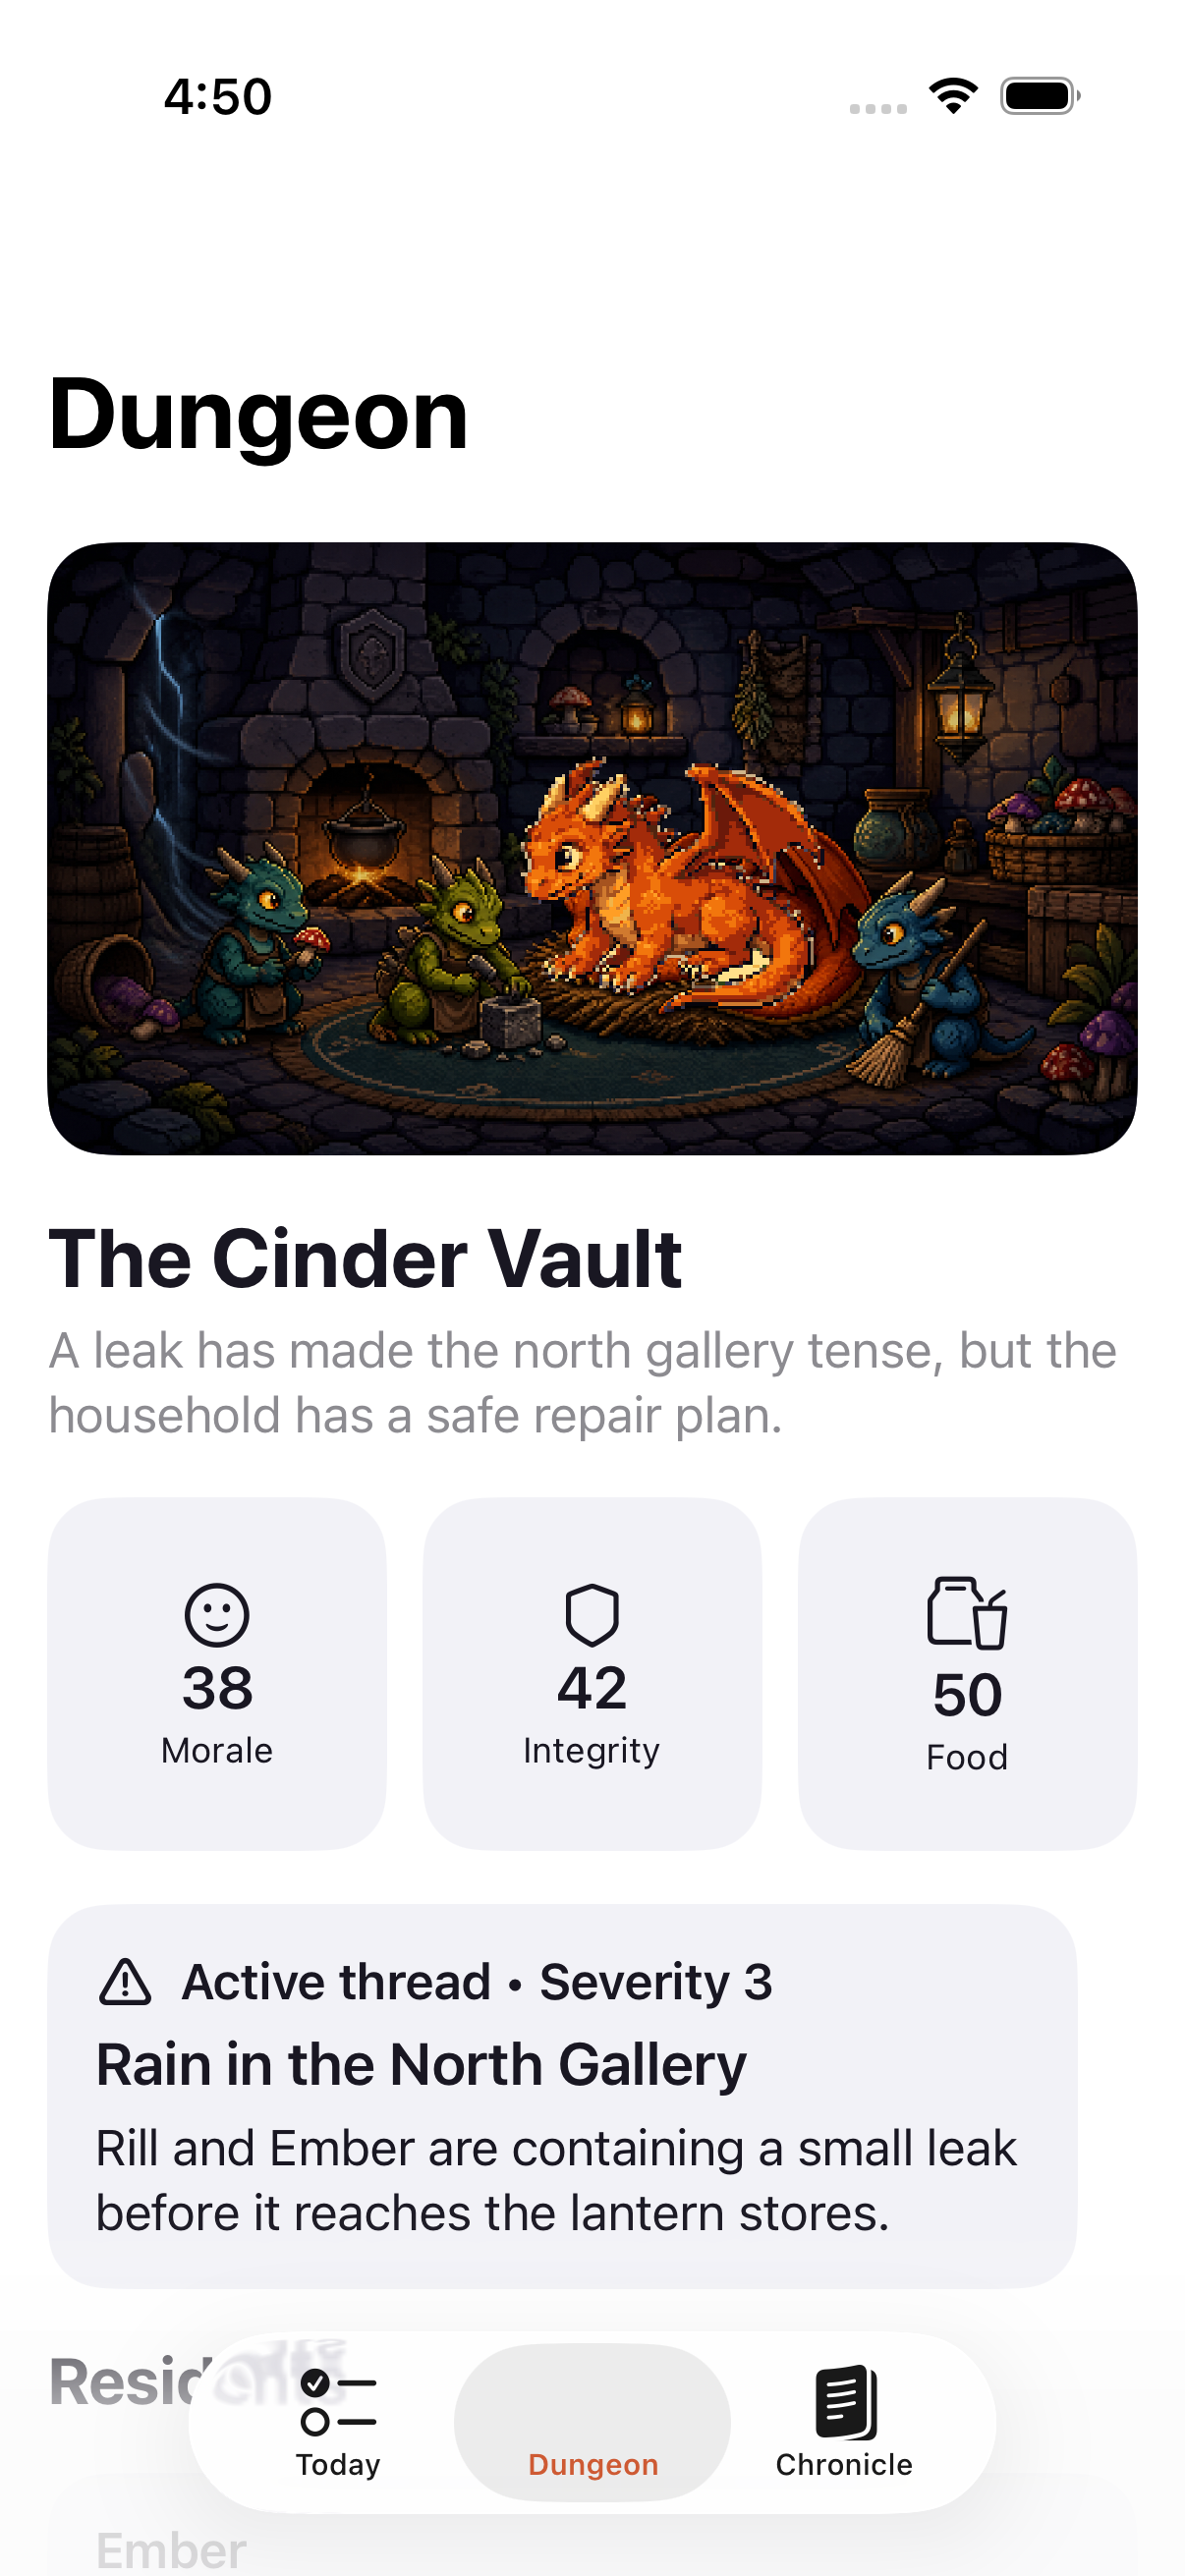 4:50
Dungeon
The Cinder Vault
A leak has made the north gallery tense, but the
household has a safe repair plan.
38
Morale
42
Integrity
50
Food
Active thread • Severity 3
Rain in the North Gallery
Rill and Ember are containing a small leak
before it reaches the lantern stores.
Residents
Today
Dungeon
Chronicle
Ember